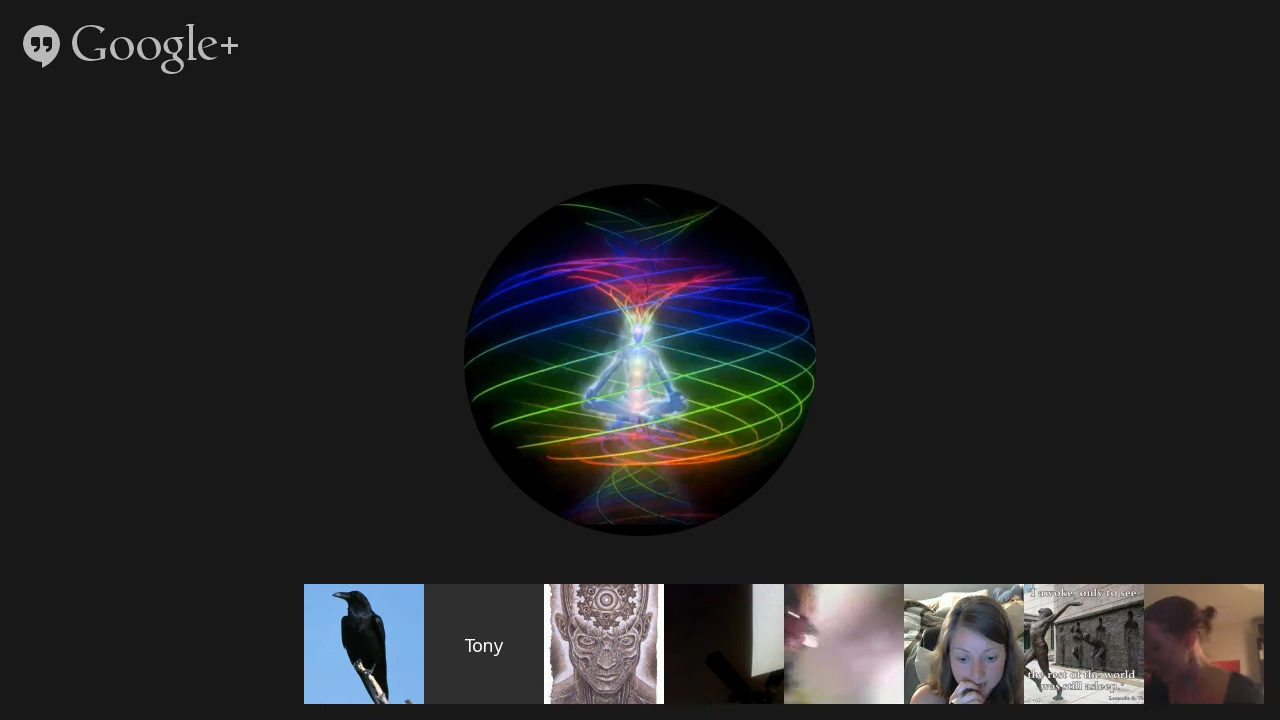 Google+
Tony
I awoke, only to see
the rest of the world
was still asleep.